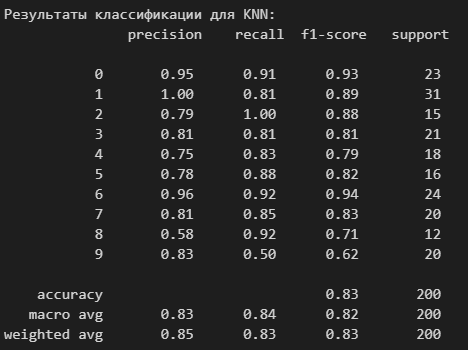 Результаты классификации для KNN:
precision recall f1-score support
0 0.95 0.91 0.93 23
1 1.00 0.81 0.89 31
2 0.79 1.00 0.88 15
3 0.81 0.81 0.81 21
4 0.75 0.83 0.79 18
5 0.78 0.88 0.82 16
6 0.96 0.92 0.94 24
7 0.81 0.85 0.83 20
8 0.58 0.92 0.71 12
9 0.83 0.50 0.62 20
accuracy 0.83 200
macro avg 0.83 0.84 0.82 200
weighted avg 0.85 0.83 0.83 200